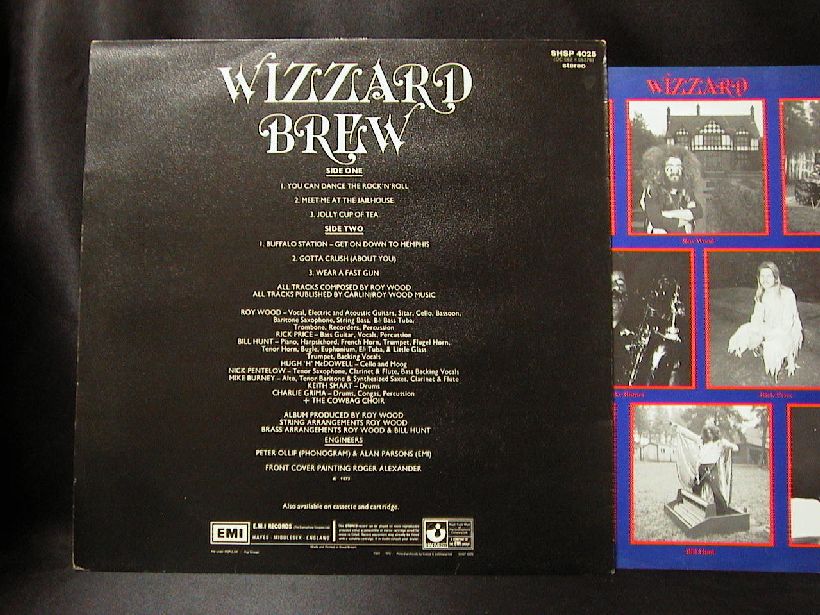 SHSP 4025
stereo
WIZZARD
BREW
SIDE ONE
1. YOU CAN DANCE THE ROCK'N'ROLL
2. MEET ME AT THE JAILHOUSE
3. JOLLY CUP OF TEA
SIDE TWO
1. BUFFALO STATION – GET ON DOWN TO MEMPHIS
2. GOTTA CRUSH (ABOUT YOU)
3. WEAR A FAST GUN
ALL TRACKS COMPOSED BY ROY WOOD
ALL TRACKS PUBLISHED BY CARLIN/ROY WOOD MUSIC
ROY WOOD – Vocal, Electric and Acoustic Guitars, Sitar, Cello, Bassoon,
Baritone Saxophone, String Bass, B♭ Bass Tuba,
Trombone, Recorders, Percussion
RICK PRICE – Bass Guitar, Vocals, Percussion
BILL HUNT – Piano, Harpsichord, French Horn, Trumpet, Flugel Horn,
Tenor Horn, Bugle, Euphonium, E♭ Tuba, & Little Glass
Trumpet, Backing Vocals
HUGH 'H' McDOWELL – Cello and Moog
NICK PENTELOW – Tenor Saxophone, Clarinet & Flute, Bass Backing Vocals
MIKE BURNEY – Alto, Tenor Baritone & Synthesized Saxes, Clarinet & Flute
KEITH SMART – Drums
CHARLIE GRIMA – Drums, Congas, Percussion
+ THE COWBAG CHOIR
ALBUM PRODUCED BY ROY WOOD
STRING ARRANGEMENTS ROY WOOD
BRASS ARRANGEMENTS ROY WOOD & BILL HUNT
ENGINEERS
PETER OLLIF (PHONOGRAM) & ALAN PARSONS (EMI)
FRONT COVER PAINTING ROGER ALEXANDER
℗ 1973
Also available on cassette and cartridge.
EMI
E.M.I RECORDS
HAYES · MIDDLESEX · ENGLAND
HARVEST
WIZZARD
Roy Wood
Rick Price
Bill Hunt